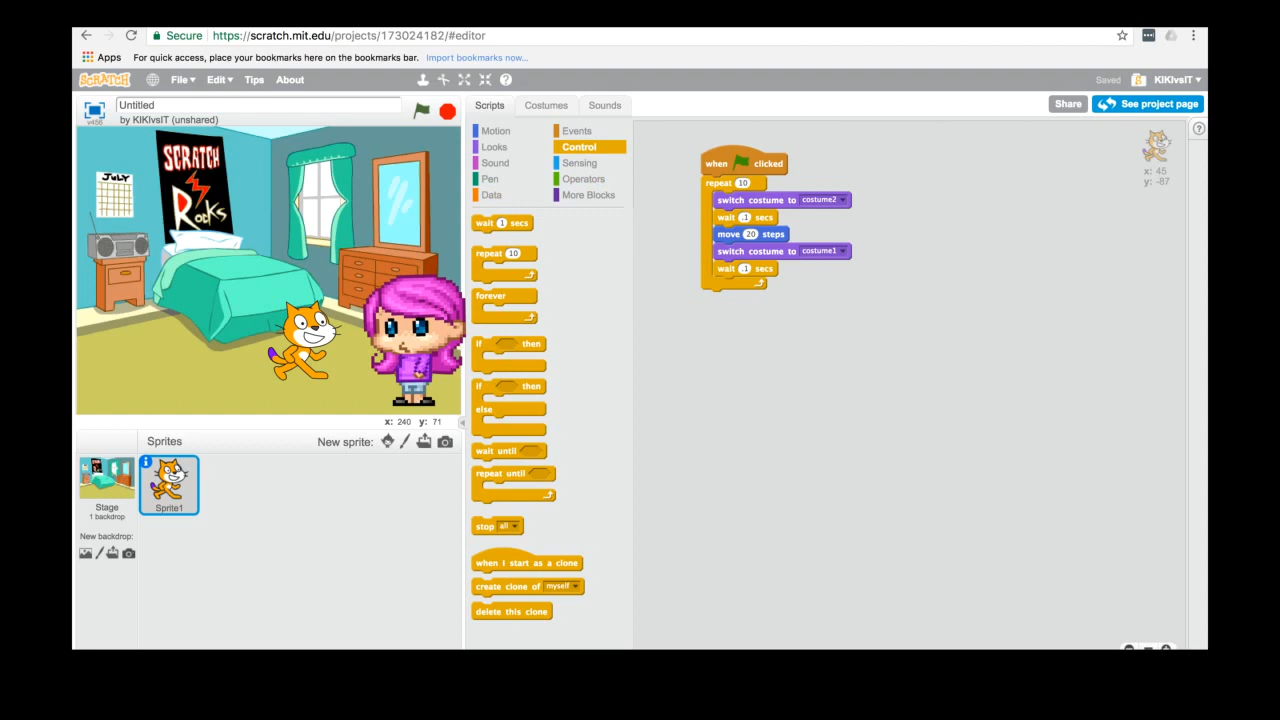 Secure https://scratch.mit.edu/projects/173024182/#editor
Apps For quick access, place your bookmarks here on the bookmarks bar. Import bookmarks now...
SCRATCH File Edit Tips About Saved KIKIvsIT
v458 Untitled
by KIKIvsIT (unshared)
Scripts Costumes Sounds Share See project page
Motion Events
Looks Control
Sound Sensing
Pen Operators
Data More Blocks
JULY
SCRATCH
Rocks
wait 1 secs
repeat 10
forever
if then
if then
else
wait until
repeat until
stop all
when I start as a clone
create clone of myself
delete this clone
when clicked
repeat 10
switch costume to costume2
wait .1 secs
move 20 steps
switch costume to costume1
wait .1 secs
x: 45
y: -87
x: 240 y: 71
Sprites New sprite:
Stage
1 backdrop
Sprite1
New backdrop: